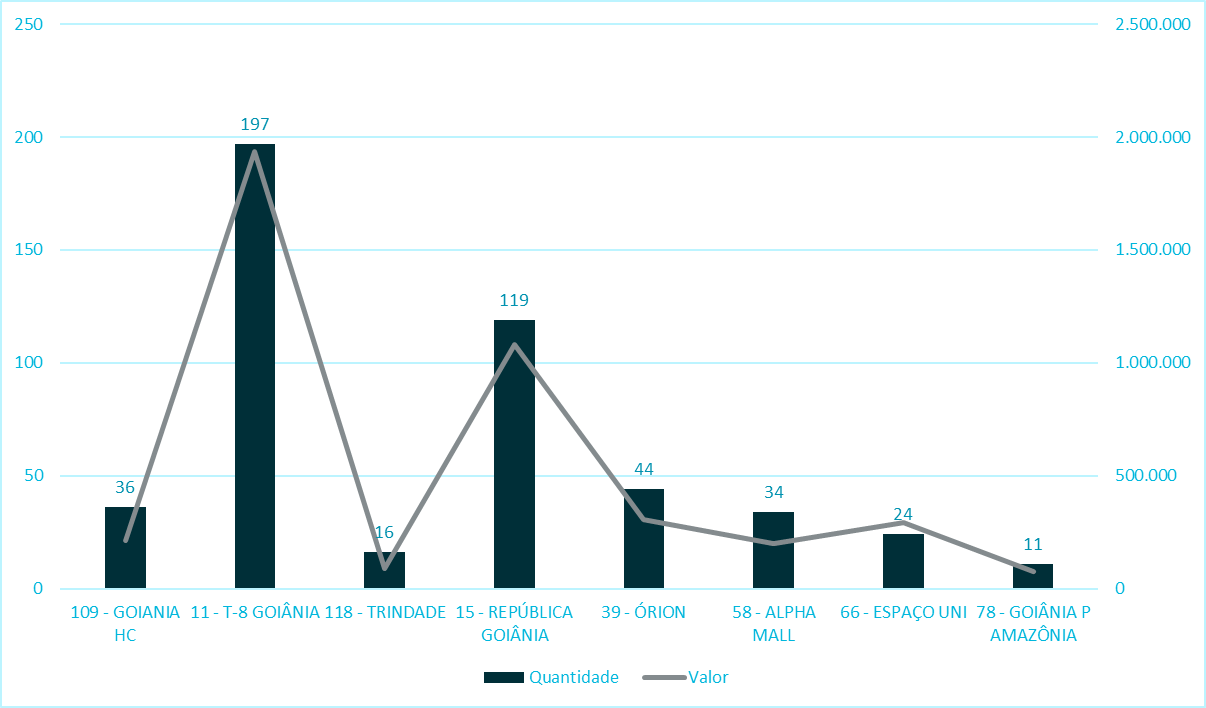 250
2.500.000
197
200
2.000.000
150
1.500.000
119
100
1.000.000
50
500.000
36
44
34
16
24
11
0
0
109 - GOIANIA HC
11 - T-8 GOIÂNIA
118 - TRINDADE
15 - REPÚBLICA GOIÂNIA
39 - ÓRION
58 - ALPHA MALL
66 - ESPAÇO UNI
78 - GOIÂNIA P AMAZÔNIA
Quantidade
Valor